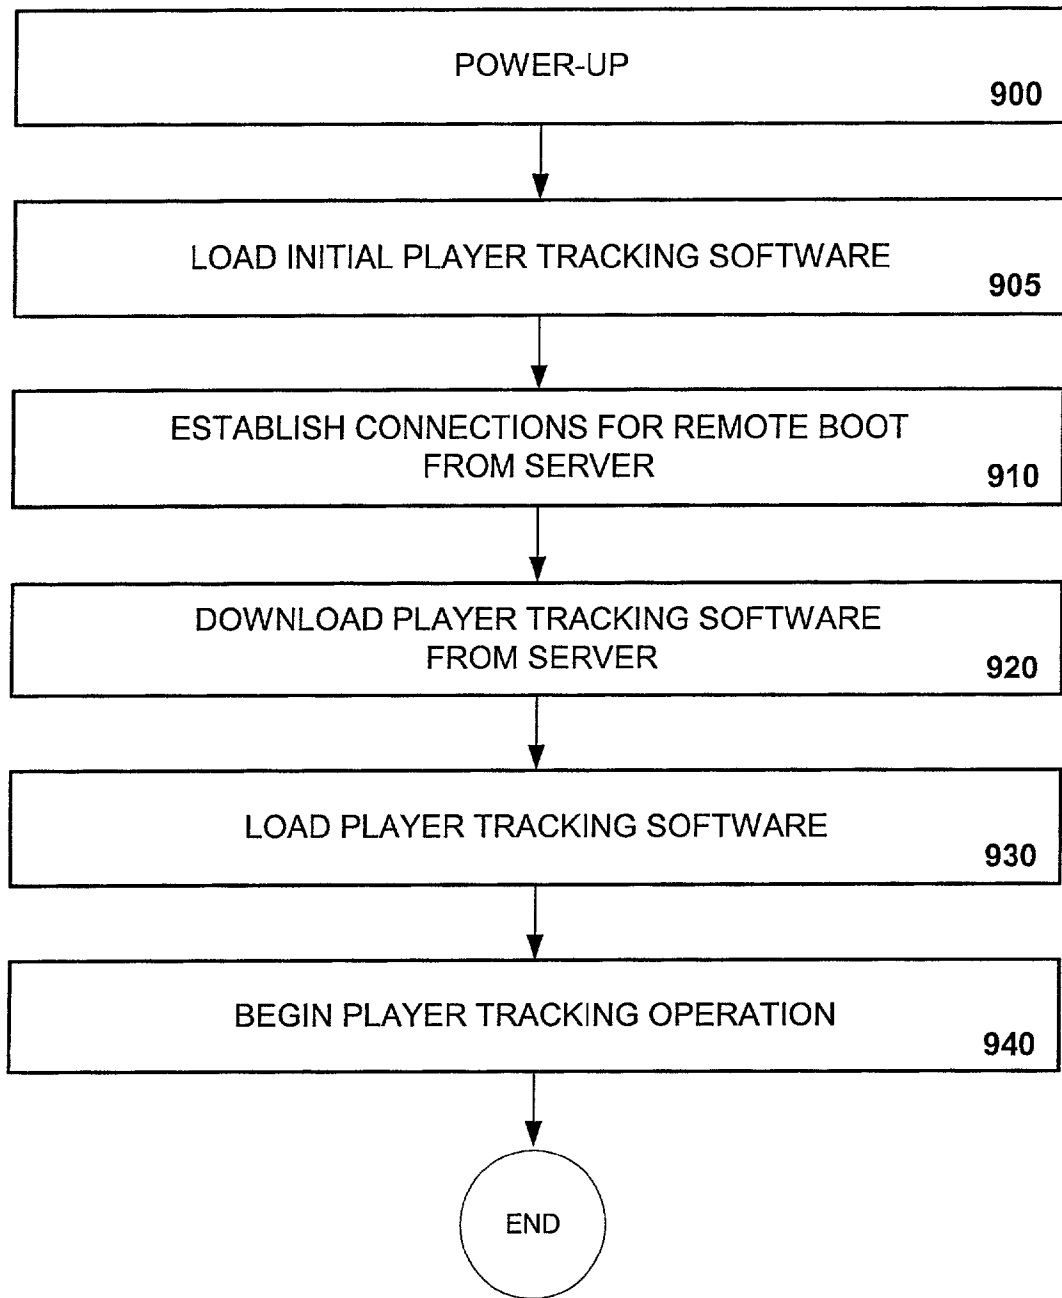 POWER-UP
900
LOAD INITIAL PLAYER TRACKING SOFTWARE
905
ESTABLISH CONNECTIONS FOR REMOTE BOOT
FROM SERVER
910
DOWNLOAD PLAYER TRACKING SOFTWARE
FROM SERVER
920
LOAD PLAYER TRACKING SOFTWARE
930
BEGIN PLAYER TRACKING OPERATION
940
END